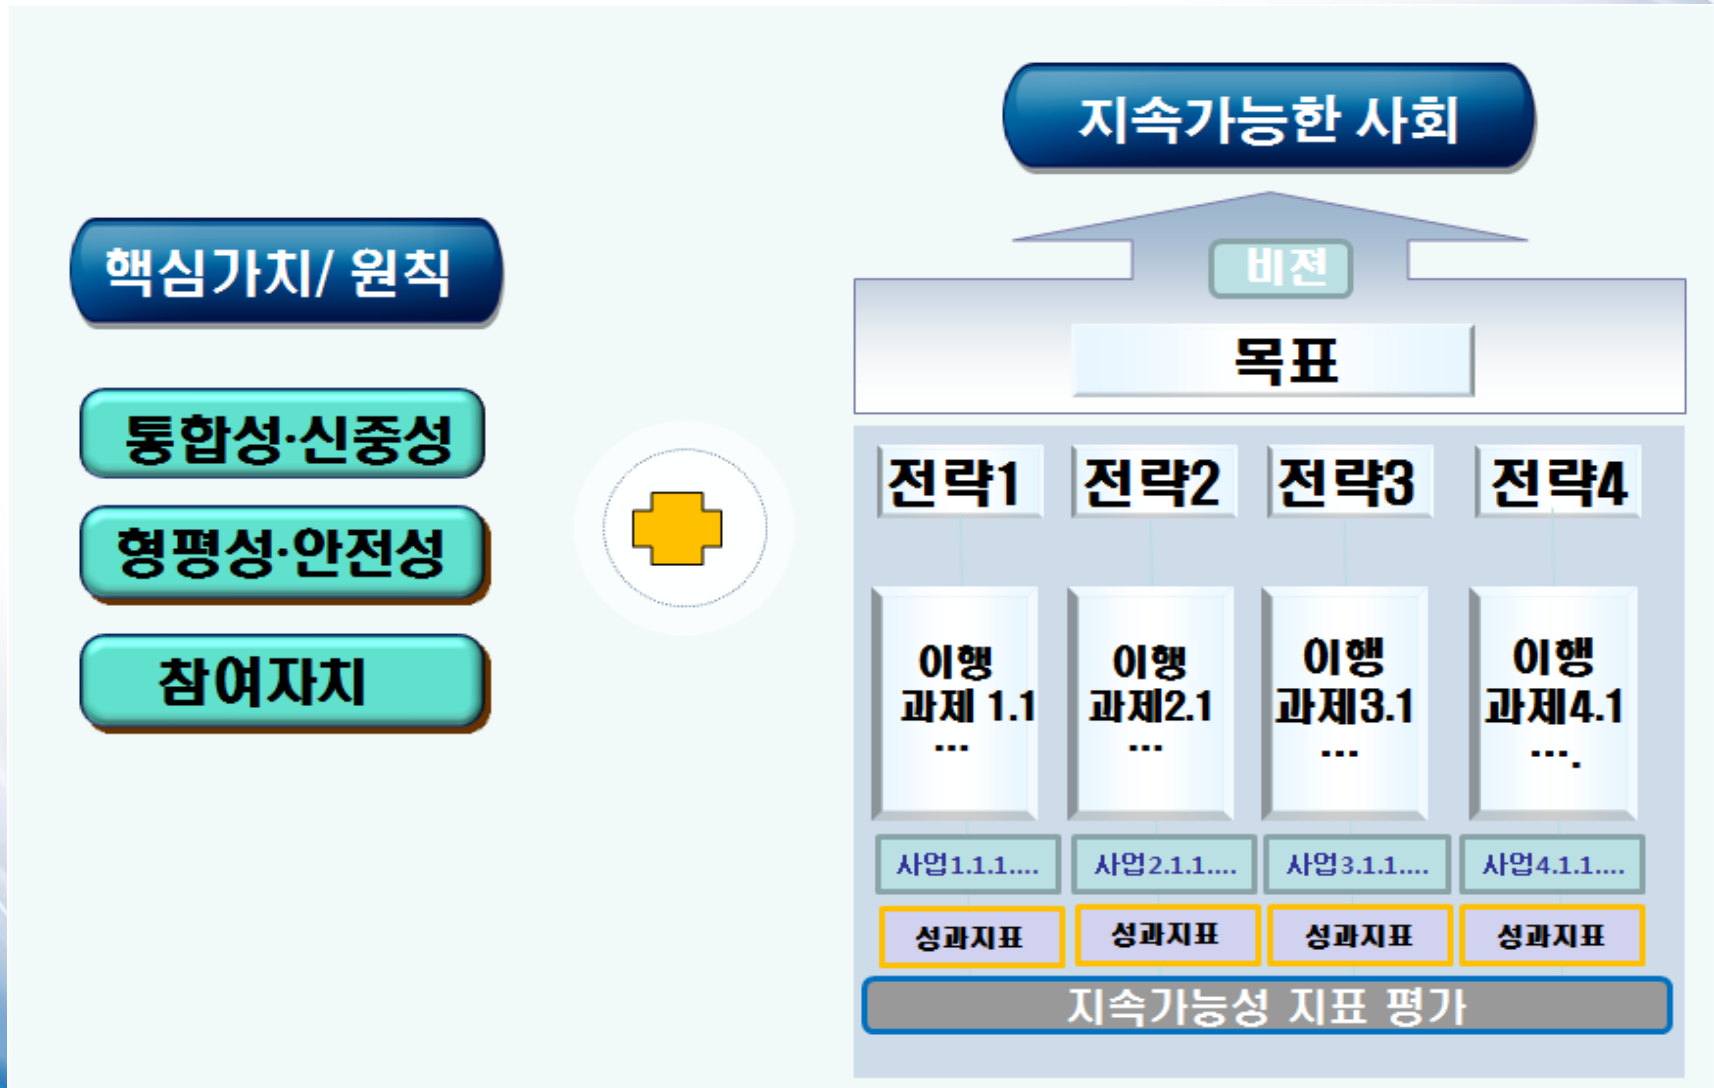 지속가능한 사회
핵심가치/ 원칙
비젼
목표
통합성·신중성
형평성·안전성
참여자치
전략1
전략2
전략3
전략4
이행
과제 1.1
...
이행
과제2.1
...
이행
과제3.1
...
이행
과제4.1
....
사업1.1.1....
사업2.1.1....
사업3.1.1....
사업4.1.1....
성과지표
성과지표
성과지표
성과지표
지속가능성 지표 평가